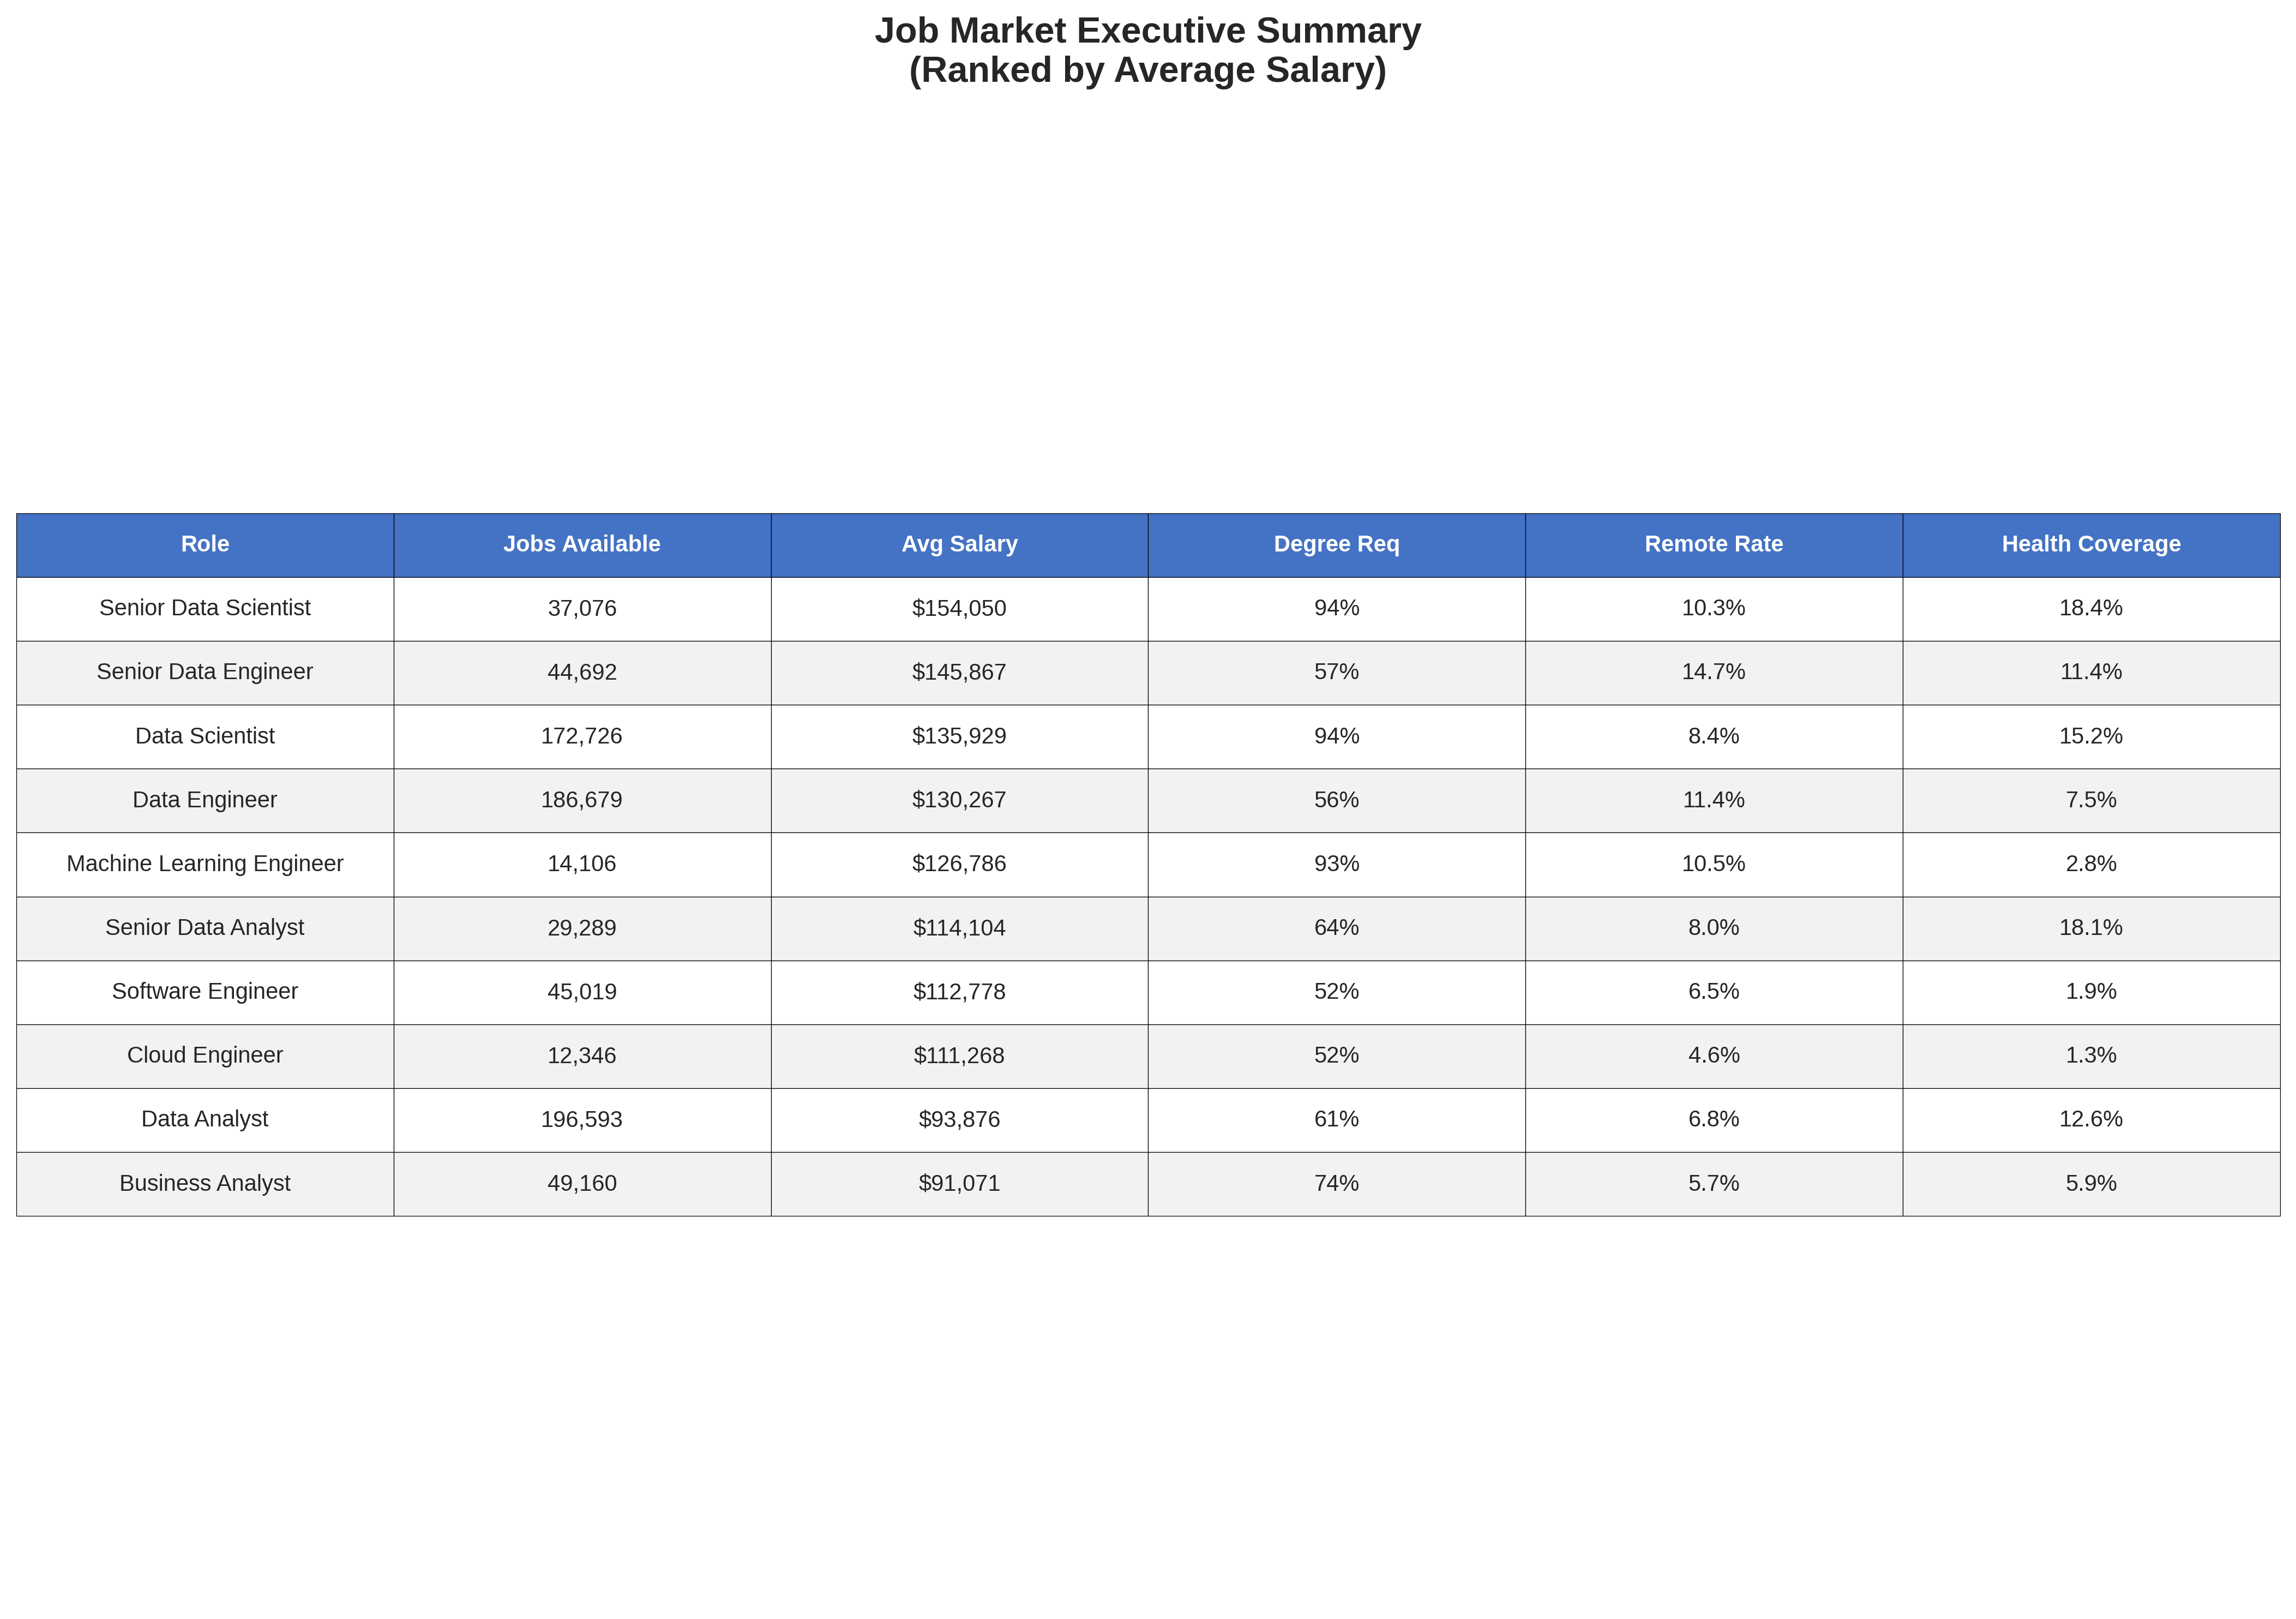 Job Market Executive Summary
(Ranked by Average Salary)
Role Jobs Available Avg Salary Degree Req Remote Rate Health Coverage
Senior Data Scientist 37,076 $154,050 94% 10.3% 18.4%
Senior Data Engineer 44,692 $145,867 57% 14.7% 11.4%
Data Scientist 172,726 $135,929 94% 8.4% 15.2%
Data Engineer 186,679 $130,267 56% 11.4% 7.5%
Machine Learning Engineer 14,106 $126,786 93% 10.5% 2.8%
Senior Data Analyst 29,289 $114,104 64% 8.0% 18.1%
Software Engineer 45,019 $112,778 52% 6.5% 1.9%
Cloud Engineer 12,346 $111,268 52% 4.6% 1.3%
Data Analyst 196,593 $93,876 61% 6.8% 12.6%
Business Analyst 49,160 $91,071 74% 5.7% 5.9%